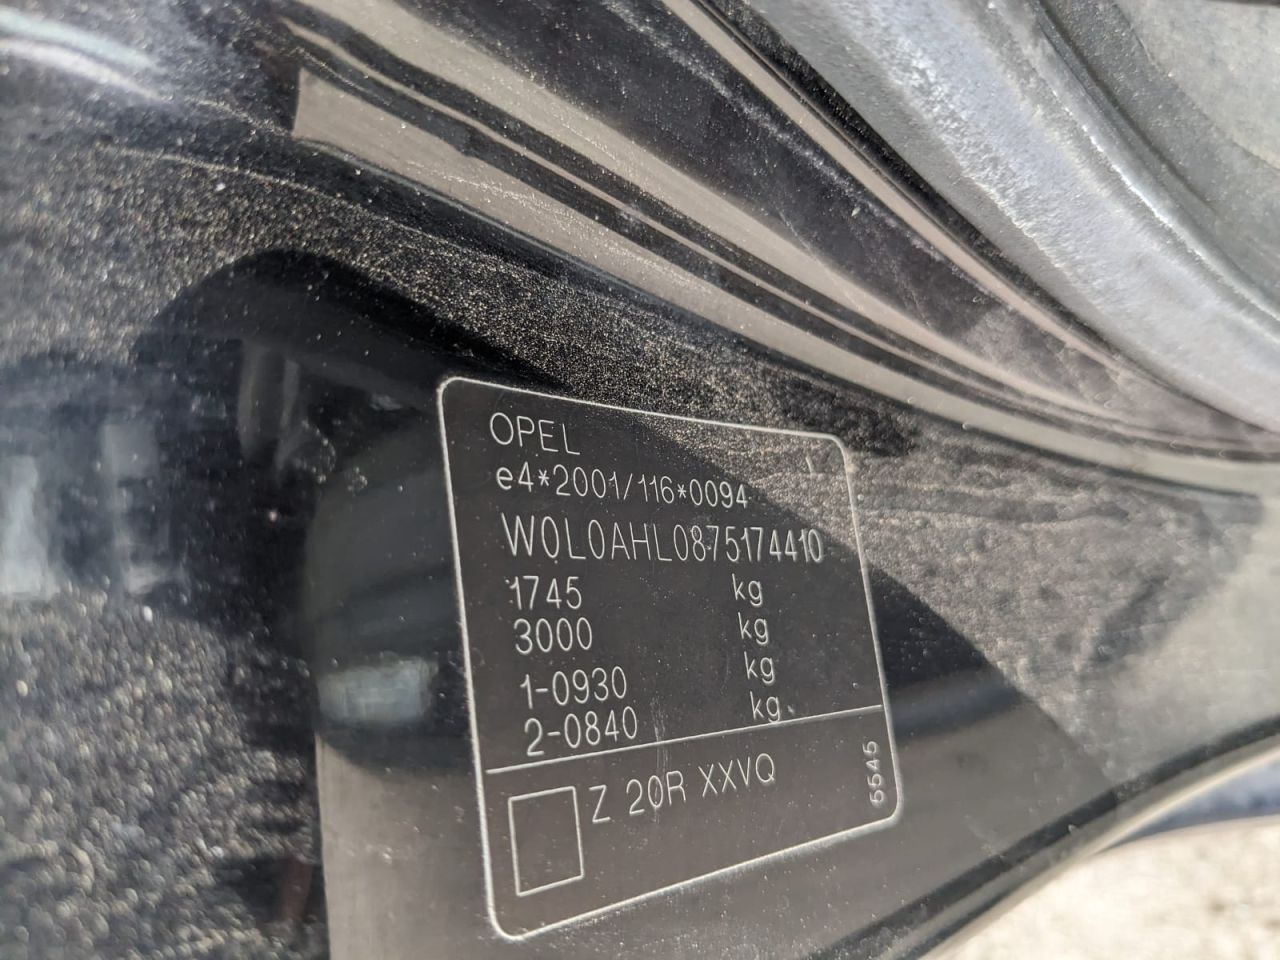 OPEL
e4*2001/116*0094
W0L0AHL0875174410
1745 kg
3000 kg
1-0930 kg
2-0840 kg
Z 20R XXVQ
5545